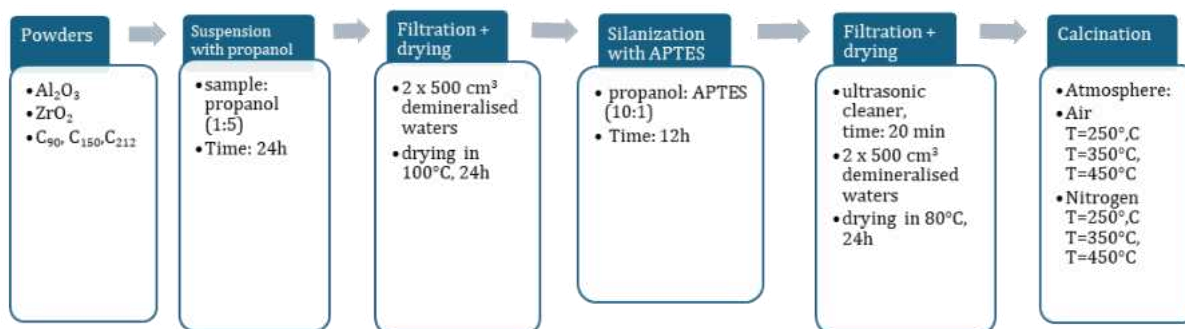 Powders
• Al₂O₃
• ZrO₂
• C₉₀, C₁₅₀,C₂₁₂
Suspension
with propanol
• sample:
propanol
(1:5)
• Time: 24h
Filtration +
drying
• 2 x 500 cm³
demineralised
waters
• drying in
100°C, 24h
Silanization
with APTES
• propanol: APTES
(10:1)
• Time: 12h
Filtration +
drying
• ultrasonic
cleaner,
time: 20 min
• 2 x 500 cm³
demineralised
waters
• drying in 80°C,
24h
Calcination
• Atmosphere:
• Air
T=250°,C
T=350°C,
T=450°C
• Nitrogen
T=250°,C
T=350°C,
T=450°C